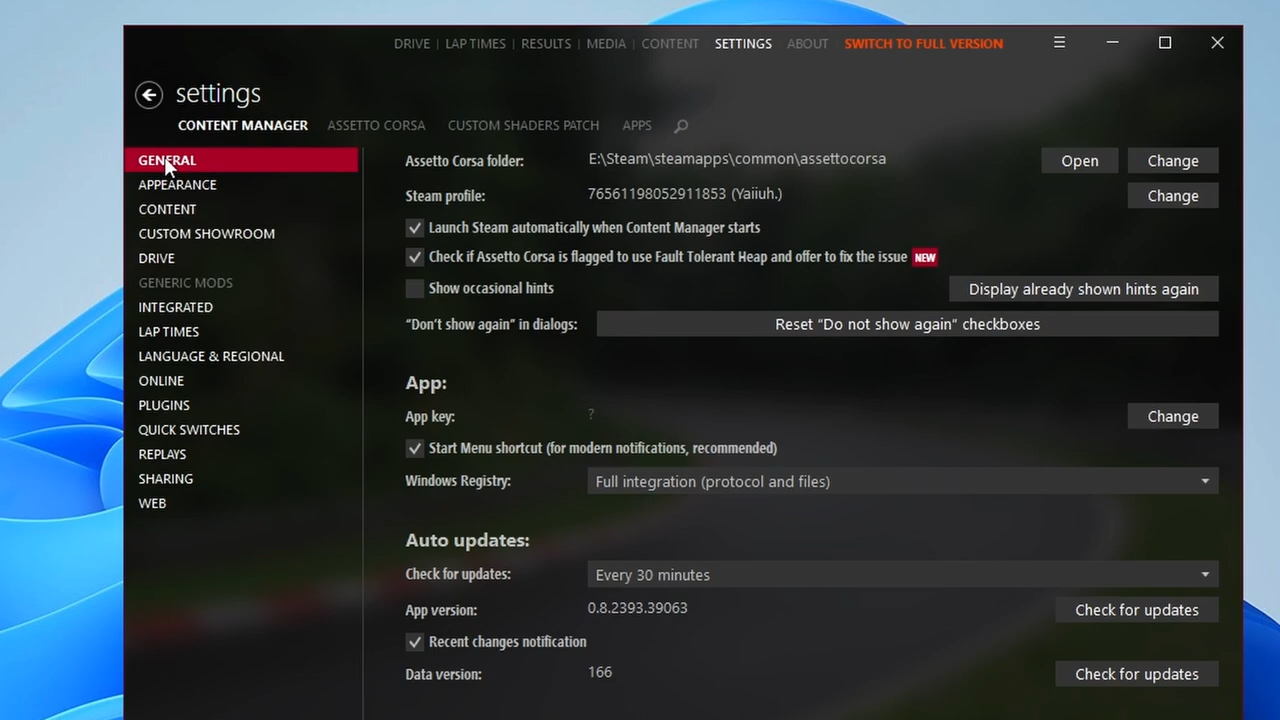 DRIVE | LAP TIMES | RESULTS | MEDIA | CONTENT SETTINGS ABOUT SWITCH TO FULL VERSION
settings
CONTENT MANAGER ASSETTO CORSA CUSTOM SHADERS PATCH APPS
GENERAL
APPEARANCE
CONTENT
CUSTOM SHOWROOM
DRIVE
GENERIC MODS
INTEGRATED
LAP TIMES
LANGUAGE & REGIONAL
ONLINE
PLUGINS
QUICK SWITCHES
REPLAYS
SHARING
WEB
Assetto Corsa folder: E:\Steam\steamapps\common\assettocorsa Open Change
Steam profile: 76561198052911853 (Yaiiuh.) Change
Launch Steam automatically when Content Manager starts
Check if Assetto Corsa is flagged to use Fault Tolerant Heap and offer to fix the issue NEW
Show occasional hints Display already shown hints again
“Don’t show again” in dialogs: Reset “Do not show again” checkboxes
App:
App key: ? Change
Start Menu shortcut (for modern notifications, recommended)
Windows Registry: Full integration (protocol and files)
Auto updates:
Check for updates: Every 30 minutes
App version: 0.8.2393.39063 Check for updates
Recent changes notification
Data version: 166 Check for updates